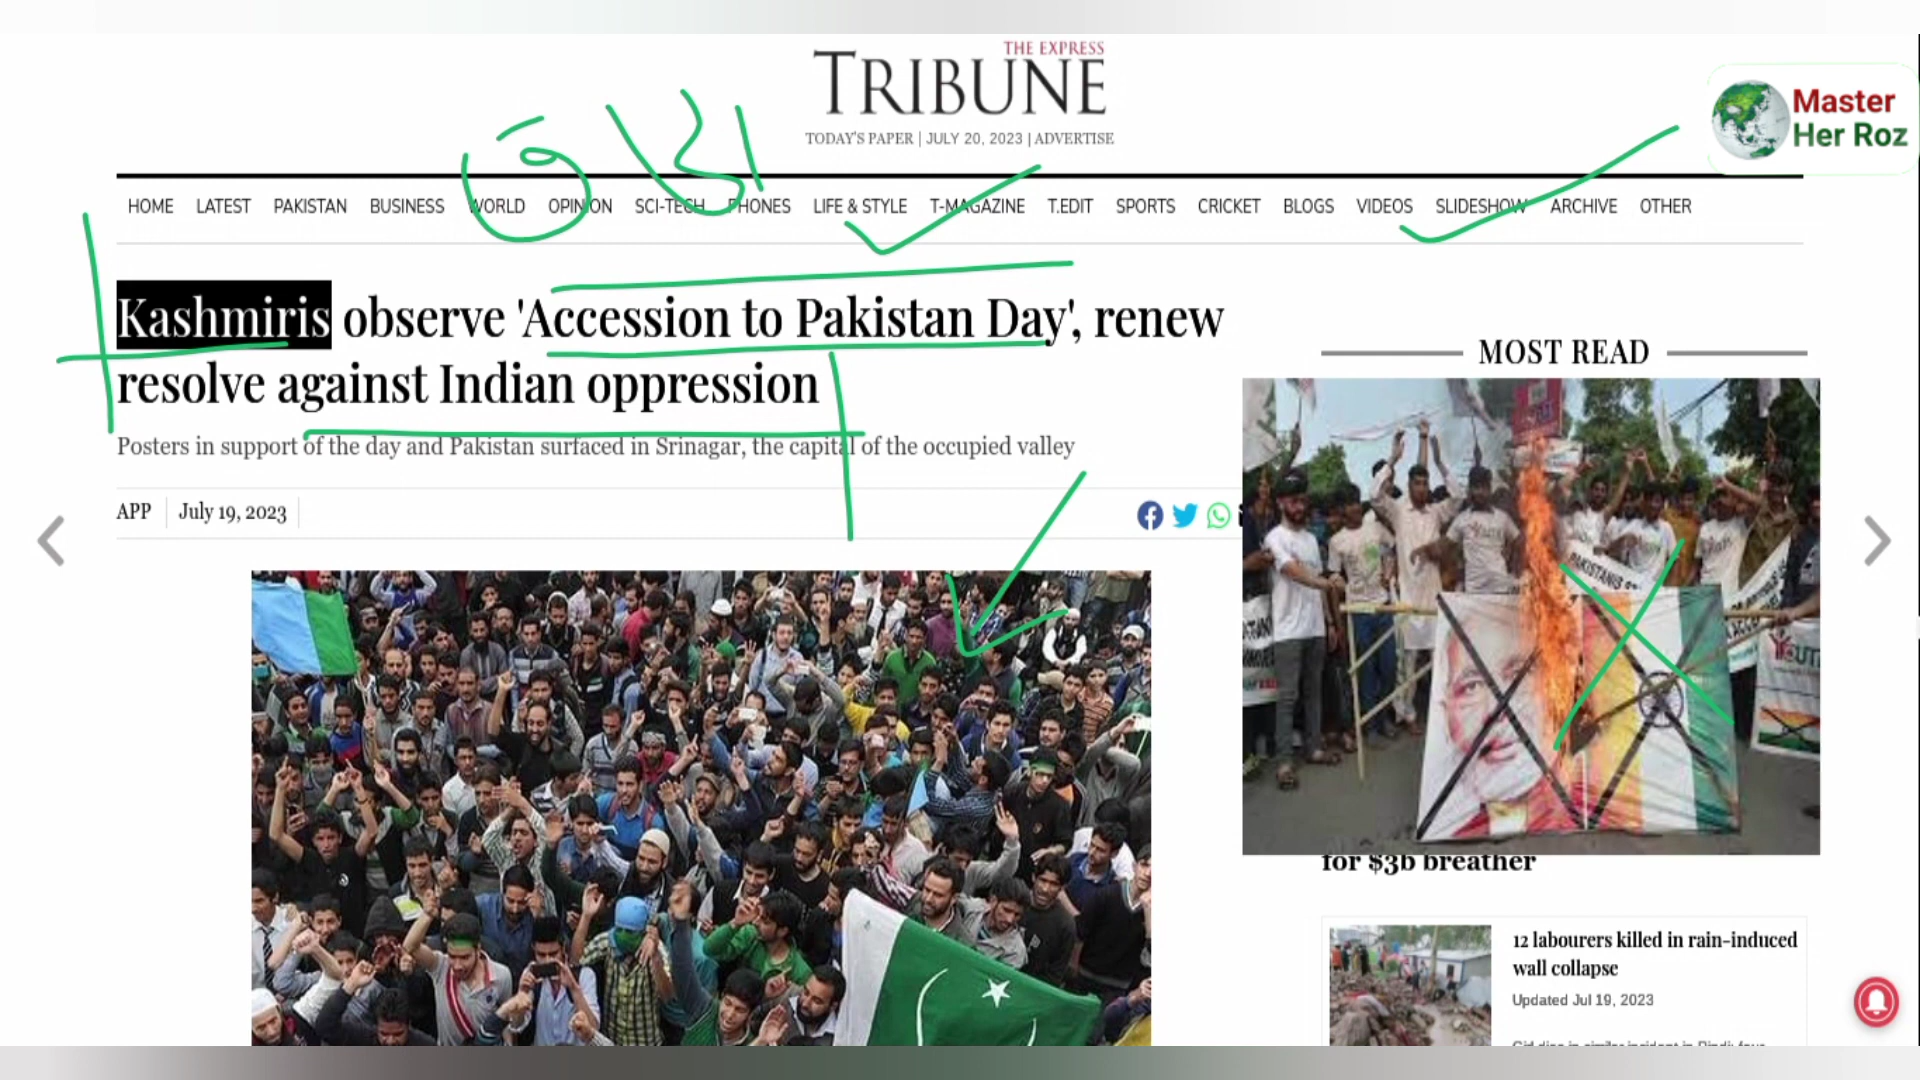 THE EXPRESS
TRIBUNE
TODAY'S PAPER | JULY 20, 2023 | ADVERTISE
Master
Her Roz
HOME LATEST PAKISTAN BUSINESS WORLD OPINION SCI-TECH PHONES LIFE & STYLE T-MAGAZINE T.EDIT SPORTS CRICKET BLOGS VIDEOS SLIDESHOW ARCHIVE OTHER
Kashmiris observe 'Accession to Pakistan Day', renew
resolve against Indian oppression
Posters in support of the day and Pakistan surfaced in Srinagar, the capital of the occupied valley
APP July 19, 2023
MOST READ
PAKISTANIS
YOUT
for $3b breather
12 labourers killed in rain-induced
wall collapse
Updated Jul 19, 2023